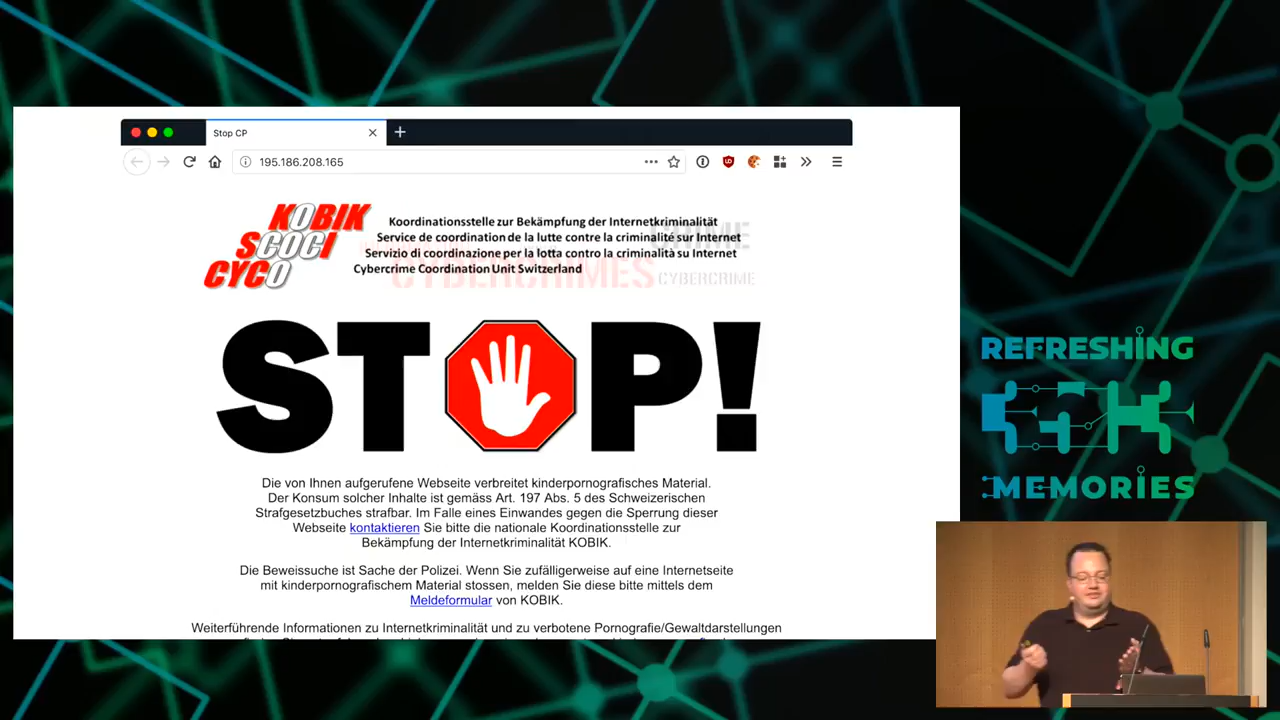 Stop CP
195.186.208.165
KOBIK
SCOCI
CYCO
Koordinationsstelle zur Bekämpfung der Internetkriminalität
Service de coordination de la lutte contre la criminalité sur Internet
Servizio di coordinazione per la lotta contro la criminalità su Internet
Cybercrime Coordination Unit Switzerland
CRIME
CYBERCRIMES
CYBERCRIME
STOP!
Die von Ihnen aufgerufene Webseite verbreitet kinderpornografisches Material.
Der Konsum solcher Inhalte ist gemäss Art. 197 Abs. 5 des Schweizerischen
Strafgesetzbuches strafbar. Im Falle eines Einwandes gegen die Sperrung dieser
Webseite kontaktieren Sie bitte die nationale Koordinationsstelle zur
Bekämpfung der Internetkriminalität KOBIK.
Die Beweissuche ist Sache der Polizei. Wenn Sie zufälligerweise auf eine Internetseite
mit kinderpornografischem Material stossen, melden Sie diese bitte mittels dem
Meldeformular von KOBIK.
Weiterführende Informationen zu Internetkriminalität und zu verbotene Pornografie/Gewaltdarstellungen
REFRESHING
MEMORIES